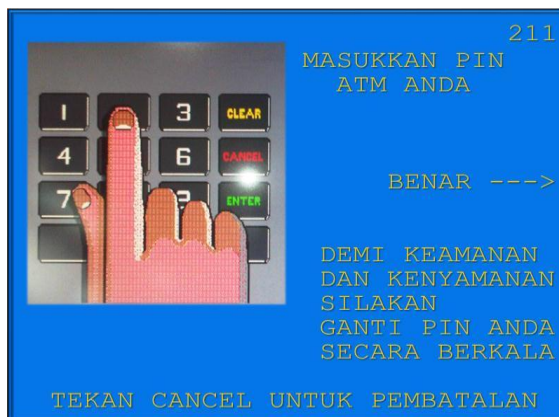 211
MASUKKAN PIN
ATM ANDA
1 3 CLEAR
4 6 CANCEL
7 ENTER
BENAR --->
DEMI KEAMANAN
DAN KENYAMANAN
SILAKAN
GANTI PIN ANDA
SECARA BERKALA
TEKAN CANCEL UNTUK PEMBATALAN